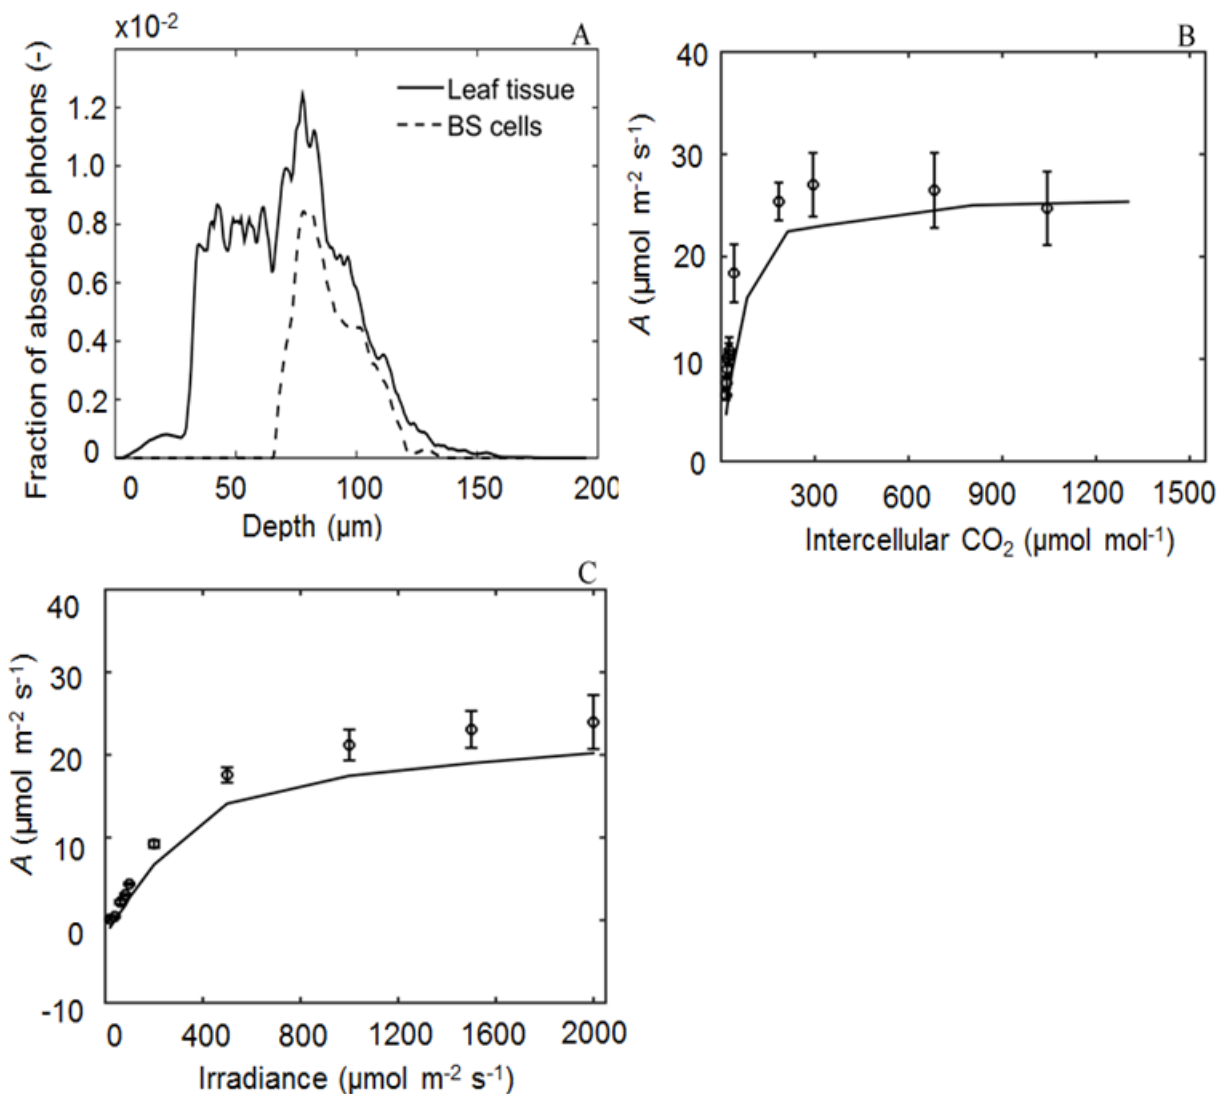 x10-2
A
Fraction of absorbed photons (-)
1.2
1.0
0.8
0.6
0.4
0.2
0
Leaf tissue
BS cells
0 50 100 150 200
Depth (µm)
B
A (µmol m-2 s-1)
40
30
20
10
0
300 600 900 1200 1500
Intercellular CO2 (µmol mol-1)
C
A (µmol m-2 s-1)
40
30
20
10
0
-10
0 400 800 1200 1600 2000
Irradiance (µmol m-2 s-1)